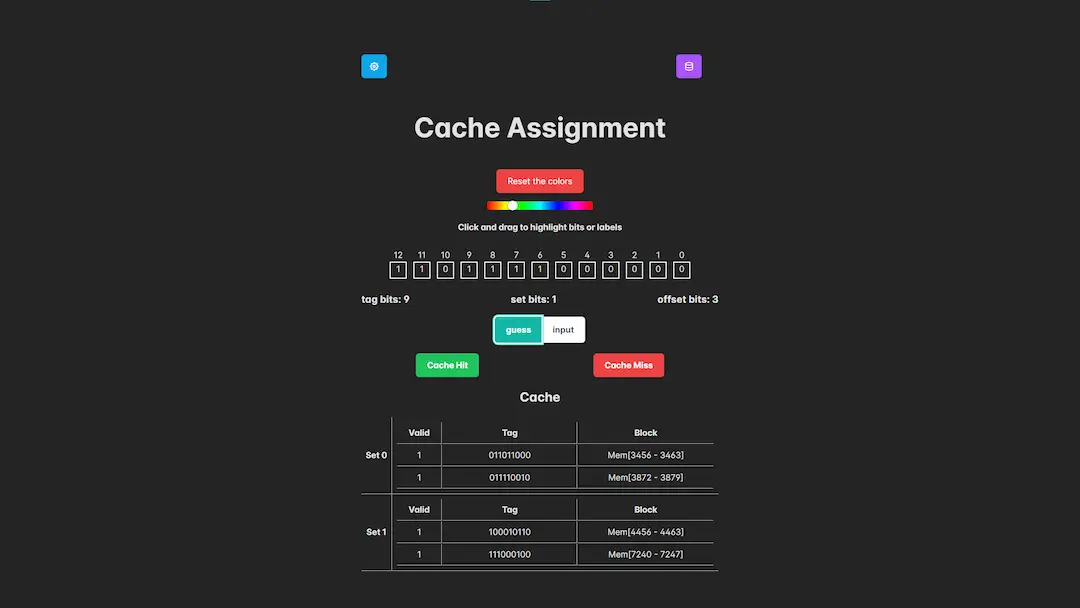 Cache Assignment
Reset the colors
Click and drag to highlight bits or labels
12 11 10 9 8 7 6 5 4 3 2 1 0
1 1 0 1 1 1 1 0 0 0 0 0 0
tag bits: 9 set bits: 1 offset bits: 3
guess input
Cache Hit Cache Miss
Cache
Valid Tag Block
Set 0
1 011011000 Mem[3456 - 3463]
1 011110010 Mem[3872 - 3879]
Valid Tag Block
Set 1
1 100010110 Mem[4456 - 4463]
1 111000100 Mem[7240 - 7247]